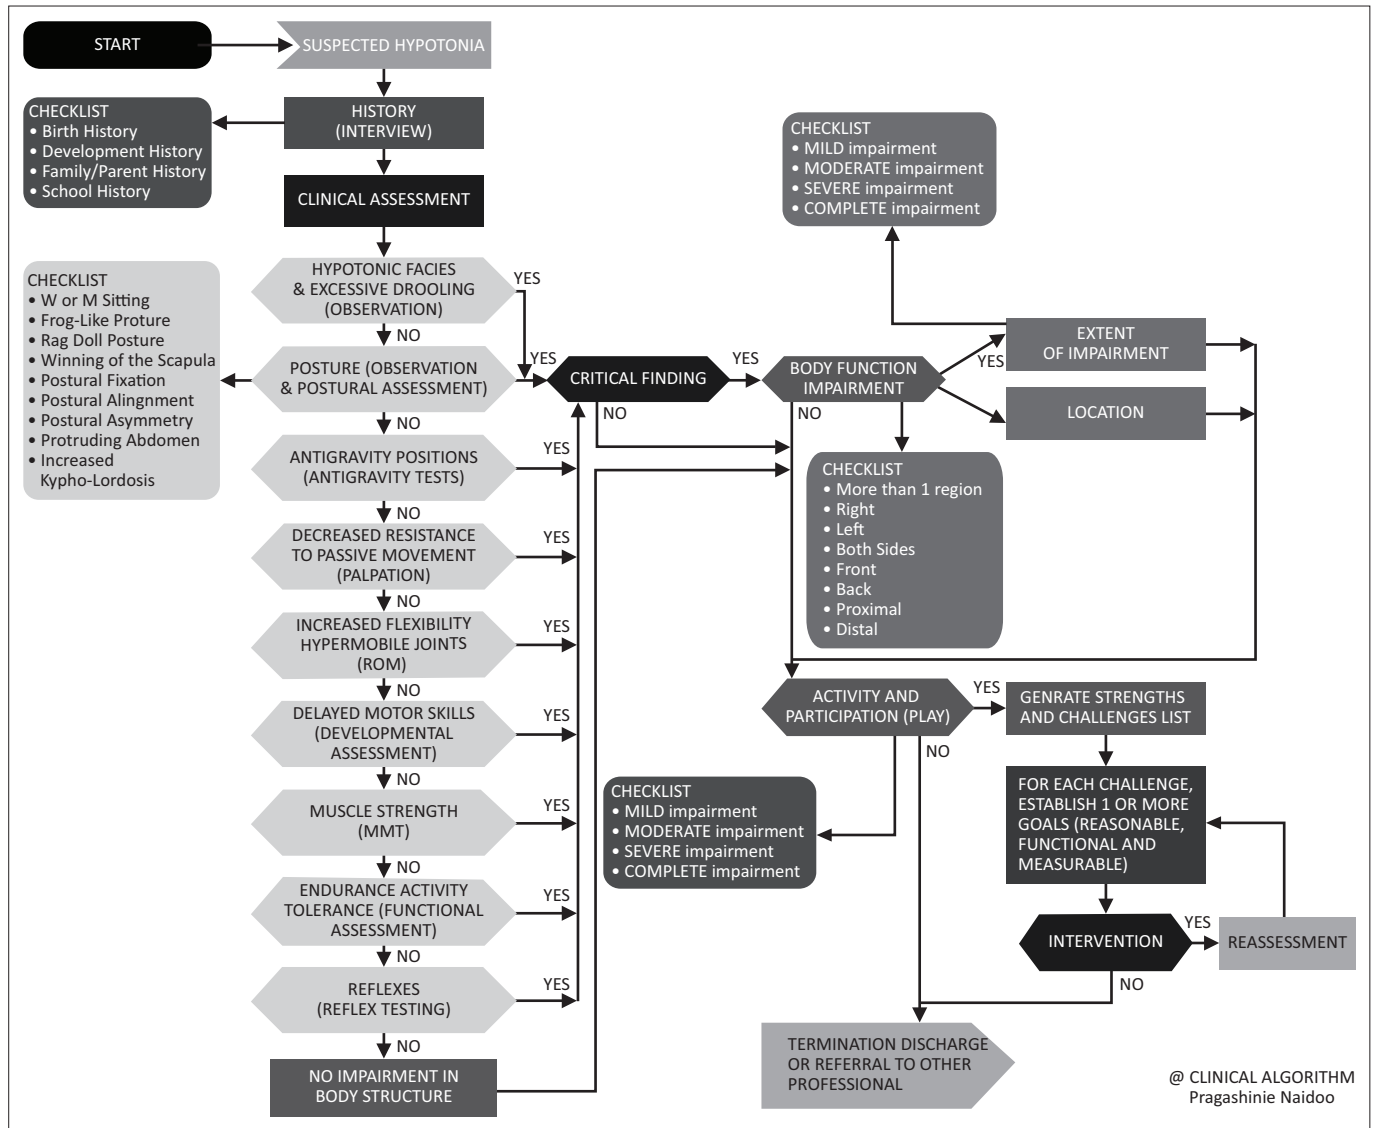 START
SUSPECTED HYPOTONIA
HISTORY
(INTERVIEW)
CHECKLIST
• Birth History
• Development History
• Family/Parent History
• School History
CLINICAL ASSESSMENT
HYPOTONIC FACIES
& EXCESSIVE DROOLING
(OBSERVATION)
YES
NO
CHECKLIST
• W or M Sitting
• Frog-Like Proture
• Rag Doll Posture
• Winning of the Scapula
• Postural Fixation
• Postural Alingnment
• Postural Asymmetry
• Protruding Abdomen
• Increased
Kypho-Lordosis
POSTURE (OBSERVATION
& POSTURAL ASSESSMENT)
YES
NO
ANTIGRAVITY POSITIONS
(ANTIGRAVITY TESTS)
YES
NO
DECREASED RESISTANCE
TO PASSIVE MOVEMENT
(PALPATION)
YES
NO
INCREASED FLEXIBILITY
HYPERMOBILE JOINTS
(ROM)
YES
NO
DELAYED MOTOR SKILLS
(DEVELOPMENTAL
ASSESSMENT)
YES
NO
MUSCLE STRENGTH
(MMT)
YES
NO
ENDURANCE ACTIVITY
TOLERANCE (FUNCTIONAL
ASSESSMENT)
YES
NO
REFLEXES
(REFLEX TESTING)
YES
NO
NO IMPAIRMENT IN
BODY STRUCTURE
CRITICAL FINDING
YES
NO
BODY FUNCTION
IMPAIRMENT
YES
NO
CHECKLIST
• MILD impairment
• MODERATE impairment
• SEVERE impairment
• COMPLETE impairment
EXTENT
OF IMPAIRMENT
LOCATION
CHECKLIST
• More than 1 region
• Right
• Left
• Both Sides
• Front
• Back
• Proximal
• Distal
ACTIVITY AND
PARTICIPATION (PLAY)
YES
NO
CHECKLIST
• MILD impairment
• MODERATE impairment
• SEVERE impairment
• COMPLETE impairment
GENRATE STRENGTHS
AND CHALLENGES LIST
FOR EACH CHALLENGE,
ESTABLISH 1 OR MORE
GOALS (REASONABLE,
FUNCTIONAL AND
MEASURABLE)
INTERVENTION
YES
NO
REASSESSMENT
TERMINATION DISCHARGE
OR REFERRAL TO OTHER
PROFESSIONAL
@ CLINICAL ALGORITHM
Pragashinie Naidoo